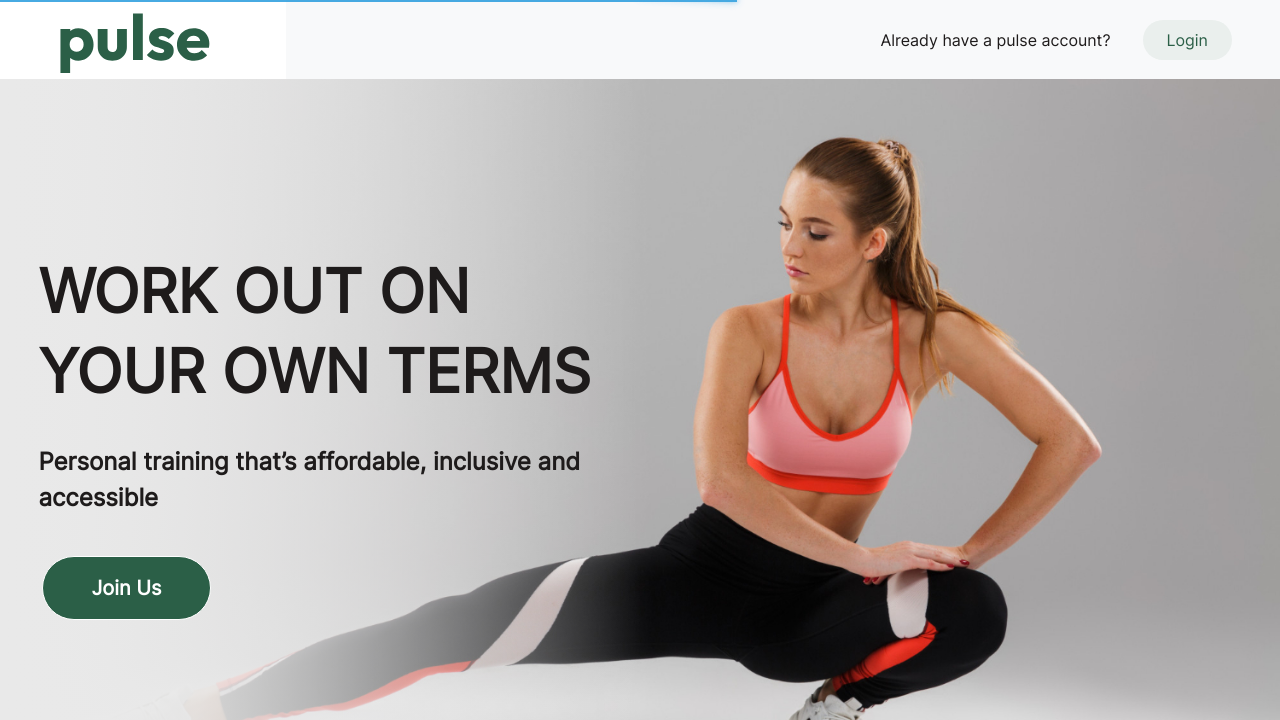 pulse
Already have a pulse account?
Login
WORK OUT ON
YOUR OWN TERMS
Personal training that’s affordable, inclusive and
accessible
Join Us